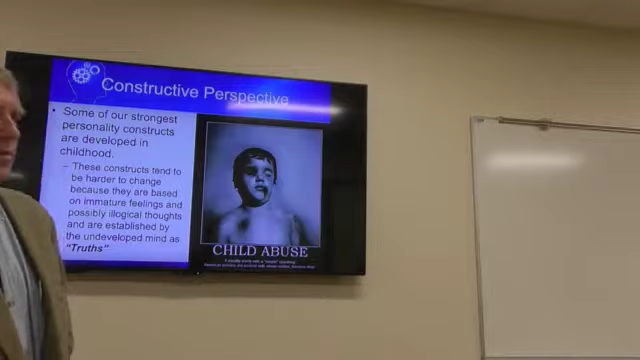 Constructive Perspective
• Some of our strongest
personality constructs
are developed in
childhood.
– These constructs tend to
be harder to change
because they are based
on immature feelings and
possibly illogical thoughts
and are established by
the undeveloped mind as
"Truths"
CHILD ABUSE